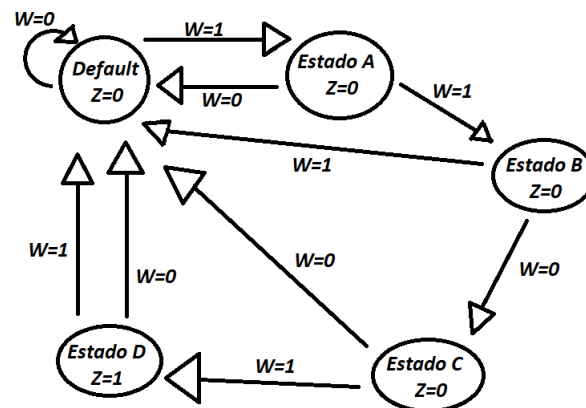 W=0
W=1
Default
Z=0
Estado A
Z=0
W=0
W=1
W=1
Estado B
Z=0
W=1
W=0
W=0
W=0
Estado D
Z=1
W=1
Estado C
Z=0